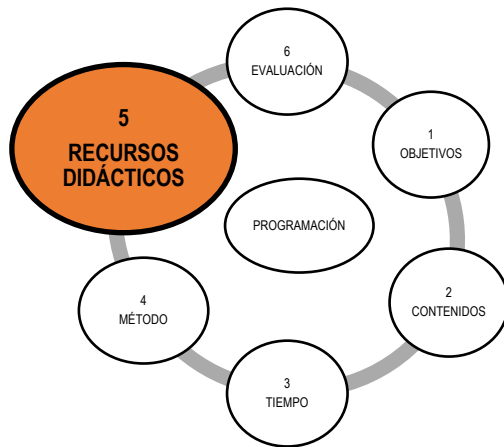 6
EVALUACIÓN
5
RECURSOS
DIDÁCTICOS
1
OBJETIVOS
PROGRAMACIÓN
4
MÉTODO
2
CONTENIDOS
3
TIEMPO